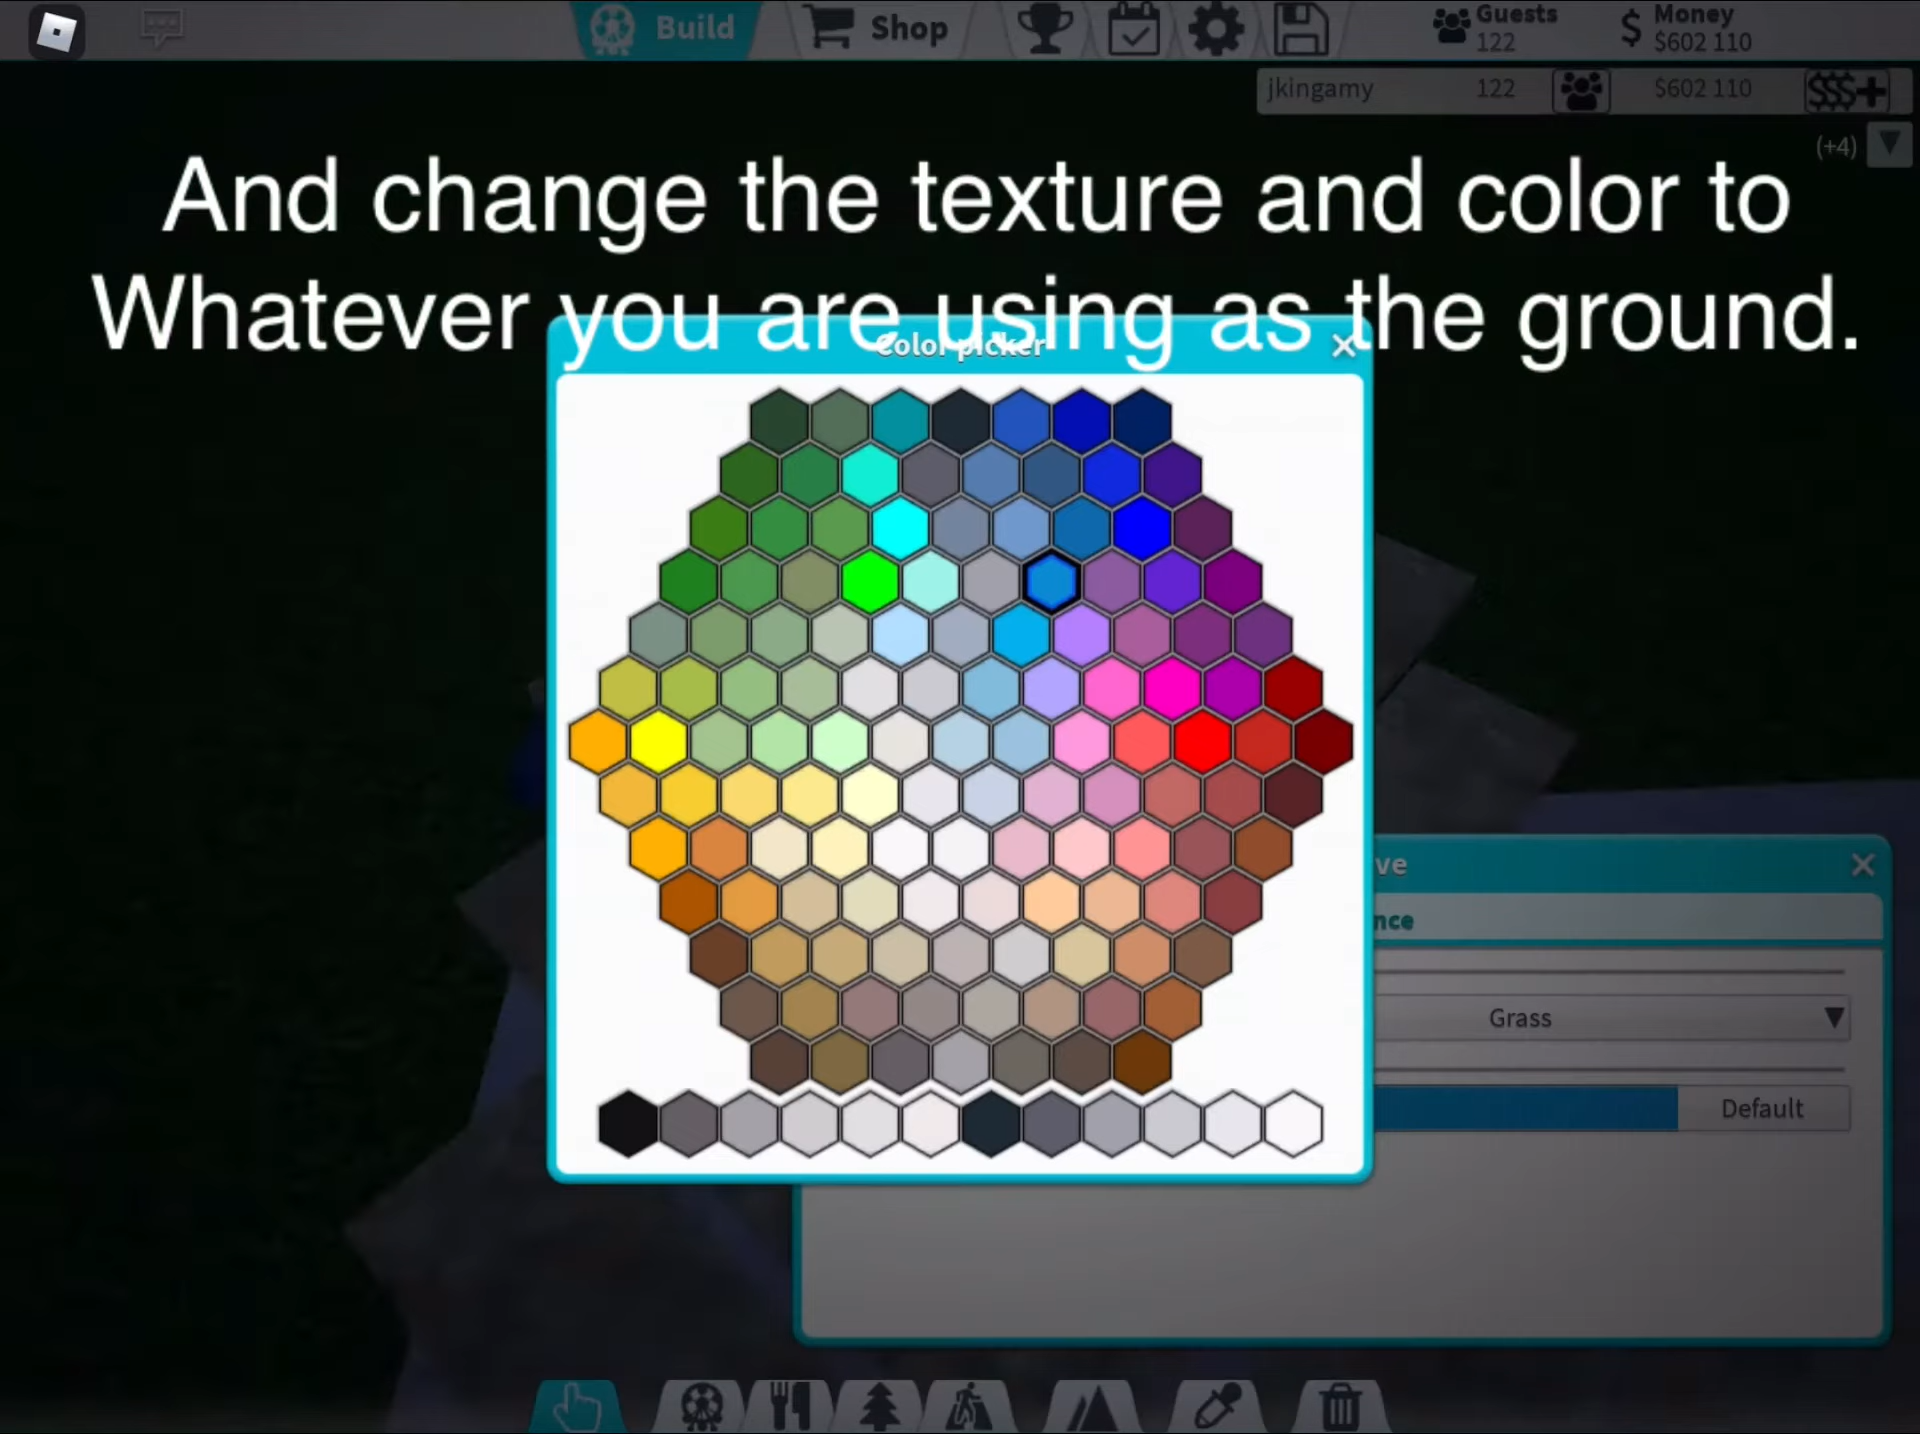 Build
Shop
Guests
122
Money
$602 110
jkingamy 122 $602 110 $$$+
(+4)
And change the texture and color to
Whatever you are using as the ground.
Color picker
ve
nce
Grass
Default